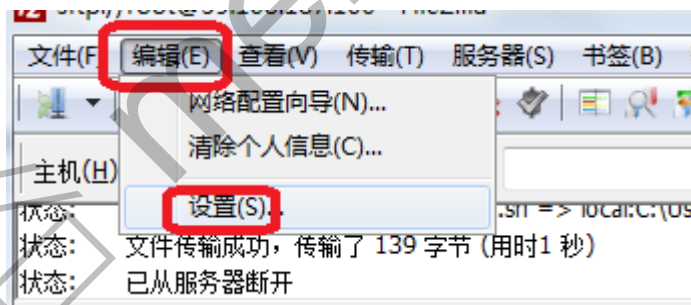 文件(F) 编辑(E) 查看(V) 传输(T) 服务器(S) 书签(B)
网络配置向导(N)...
清除个人信息(C)...
主机(H)
设置(S)...
状态: .sh => local:C:\Us
状态: 文件传输成功，传输了 139 字节 (用时1 秒)
状态: 已从服务器断开